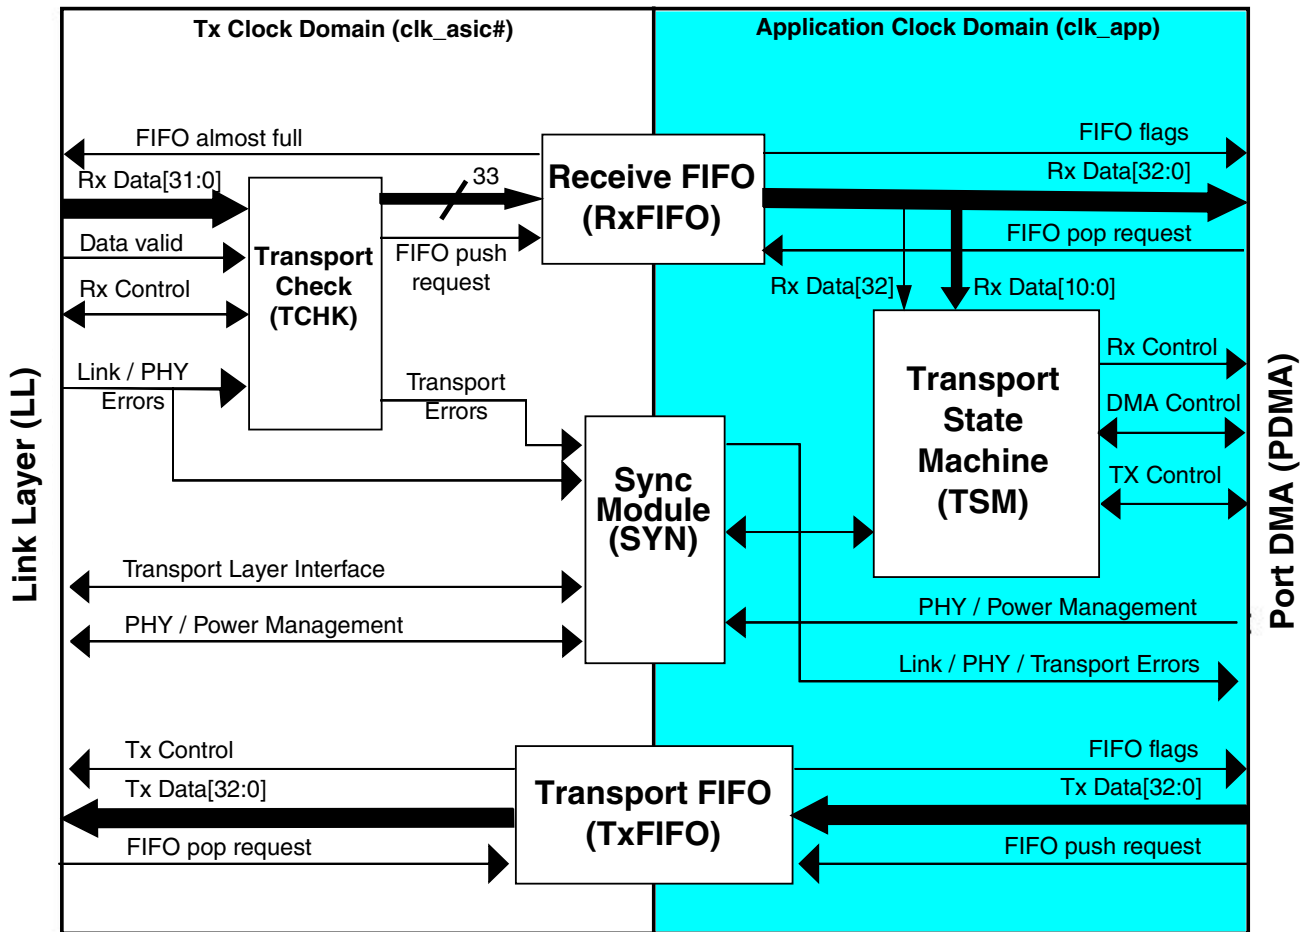 Tx Clock Domain (clk_asic#)
Application Clock Domain (clk_app)
FIFO almost full
Rx Data[31:0]
Data valid
Rx Control
Link / PHY
Errors
Transport
Check
(TCHK)
33
FIFO push
request
Transport
Errors
Receive FIFO
(RxFIFO)
FIFO flags
Rx Data[32:0]
FIFO pop request
Rx Data[32]
Rx Data[10:0]
Transport
State
Machine
(TSM)
Rx Control
DMA Control
TX Control
Sync
Module
(SYN)
Transport Layer Interface
PHY / Power Management
PHY / Power Management
Link / PHY / Transport Errors
Tx Control
Tx Data[32:0]
FIFO pop request
Transport FIFO
(TxFIFO)
FIFO flags
Tx Data[32:0]
FIFO push request
Link Layer (LL)
Port DMA (PDMA)